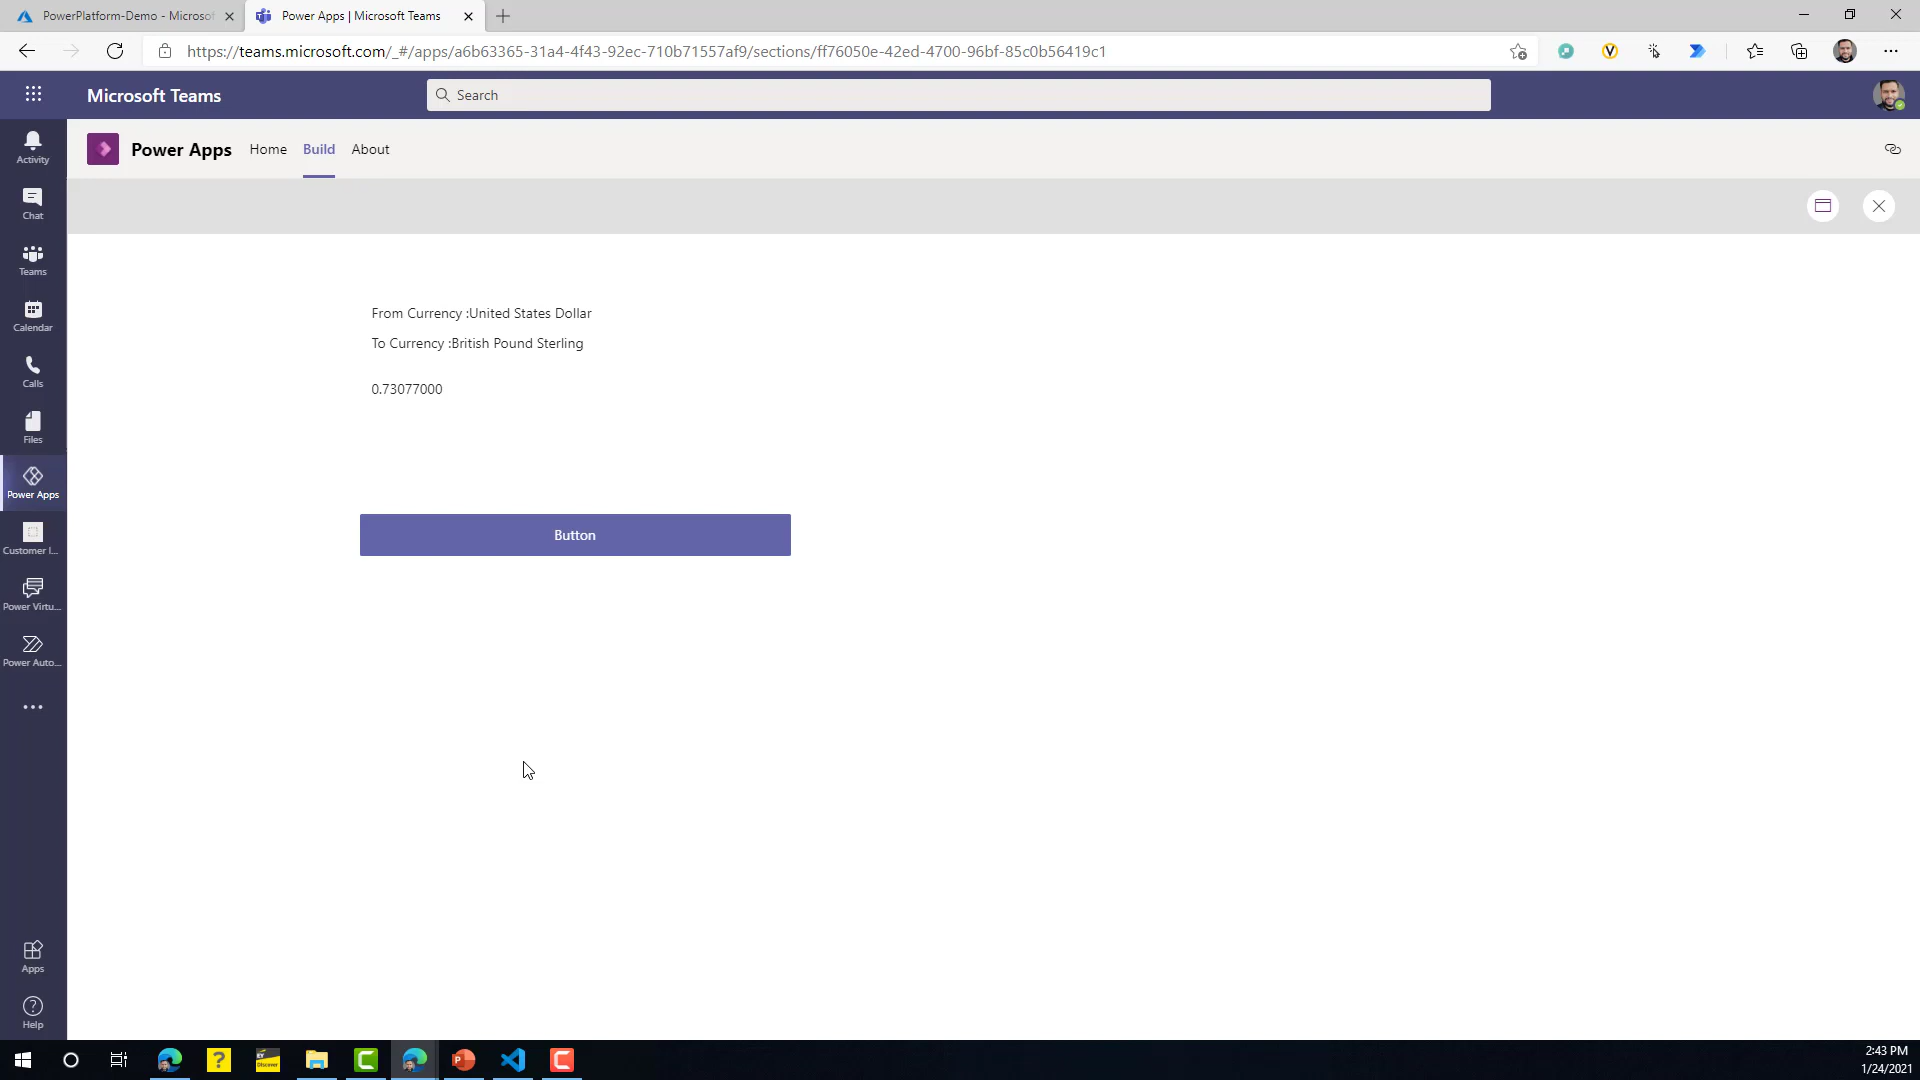 PowerPlatform-Demo - Microsof
Power Apps | Microsoft Teams
https://teams.microsoft.com/_#/apps/a6b63365-31a4-4f43-92ec-710b71557af9/sections/ff76050e-42ed-4700-96bf-85c0b56419c1
Microsoft Teams
Search
Power Apps
Home
Build
About
Activity
Chat
Teams
Calendar
Calls
Files
Power Apps
Customer I...
Power Virtu...
Power Auto...
From Currency :United States Dollar
To Currency :British Pound Sterling
0.73077000
Button
Apps
Help
EY
Discover
2:43 PM
1/24/2021